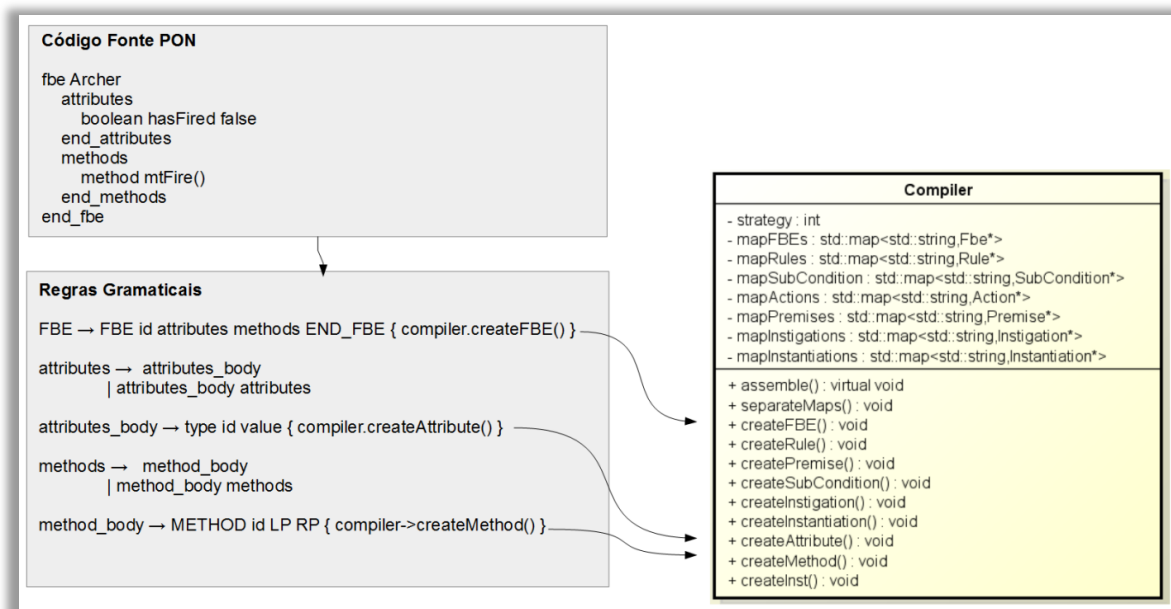 Código Fonte PON
fbe Archer
attributes
boolean hasFired false
end_attributes
methods
method mtFire()
end_methods
end_fbe
Regras Gramaticais
FBE → FBE id attributes methods END_FBE { compiler.createFBE() }
attributes → attributes_body
| attributes_body attributes
attributes_body → type id value { compiler.createAttribute() }
methods → method_body
| method_body methods
method_body → METHOD id LP RP { compiler->createMethod() }
Compiler
- strategy : int
- mapFBEs : std::map<std::string,Fbe*>
- mapRules : std::map<std::string,Rule*>
- mapSubCondition : std::map<std::string,SubCondition*>
- mapActions : std::map<std::string,Action*>
- mapPremises : std::map<std::string,Premise*>
- mapInstigations : std::map<std::string,Instigation*>
- mapInstantiations : std::map<std::string,Instantiation*>
+ assemble() : virtual void
+ separateMaps() : void
+ createFBE() : void
+ createRule() : void
+ createPremise() : void
+ createSubCondition() : void
+ createInstigation() : void
+ createInstantiation() : void
+ createAttribute() : void
+ createMethod() : void
+ createInst() : void